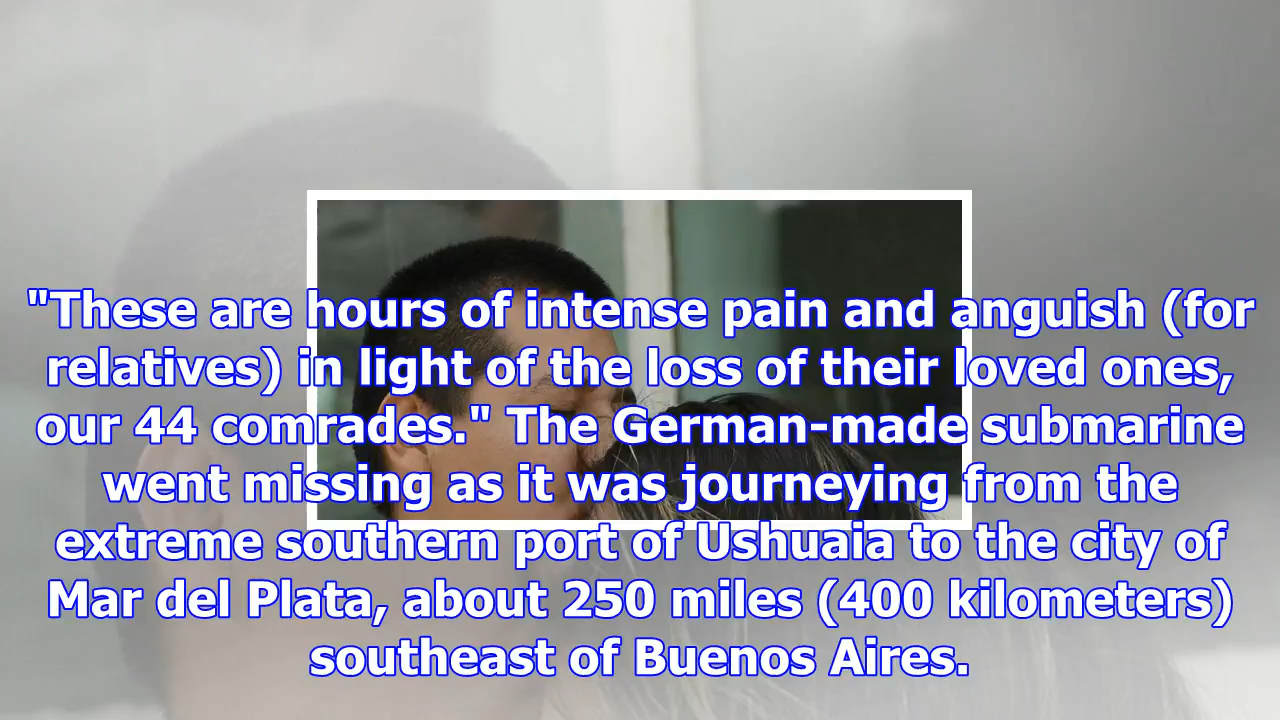 "These are hours of intense pain and anguish (for
relatives) in light of the loss of their loved ones,
our 44 comrades." The German-made submarine
went missing as it was journeying from the
extreme southern port of Ushuaia to the city of
Mar del Plata, about 250 miles (400 kilometers)
southeast of Buenos Aires.